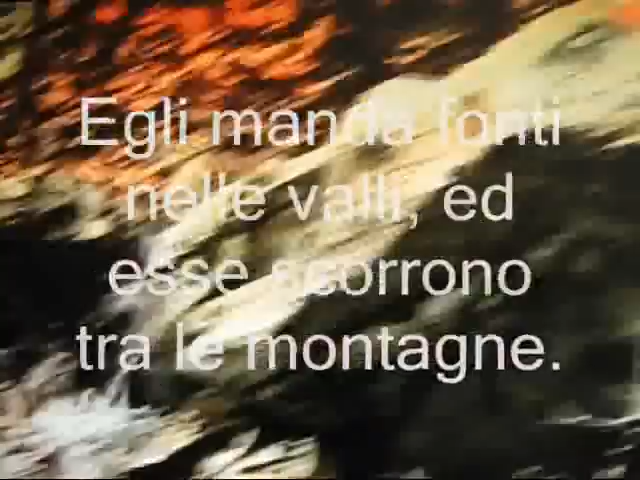 Egli manda fonti
nelle valli, ed
esse scorrono
tra le montagne.